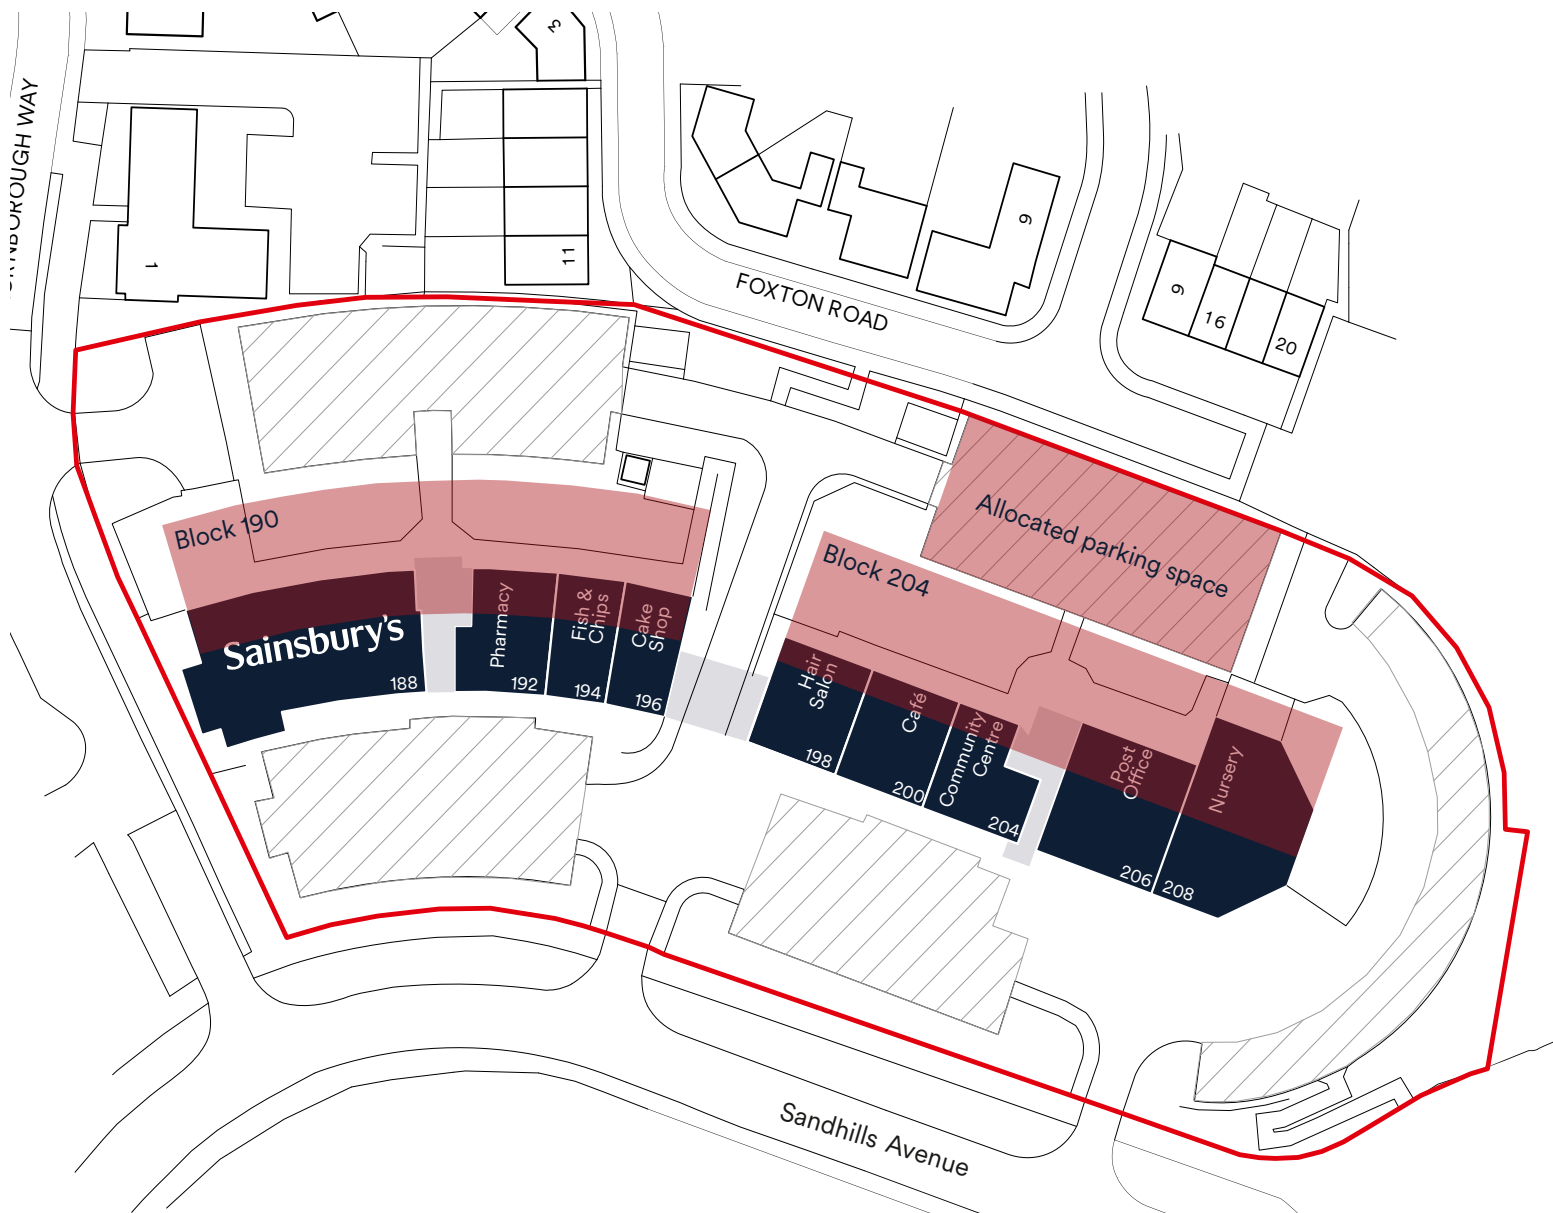 3
1
11
9
9
16
20
FOXTON ROAD
Allocated parking space
Block 190
Block 204
Sainsbury's
188
Pharmacy
192
Fish &
Chips
194
Cake
Shop
196
Hair
Salon
198
Café
200
Community
Centre
204
Post
Office
206
Nursery
208
Sandhills Avenue
WAY